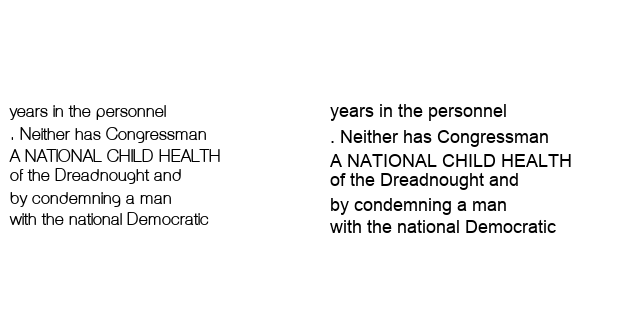 years in the personnel
. Neither has Congressman
A NATIONAL CHILD HEALTH
of the Dreadnought and
by condemning a man
with the national Democratic
years in the personnel
. Neither has Congressman
A NATIONAL CHILD HEALTH
of the Dreadnought and
by condemning a man
with the national Democratic